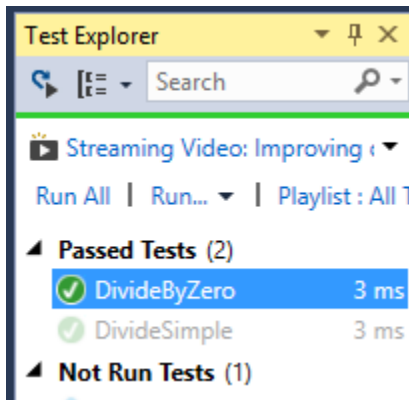 Test Explorer
Search
Streaming Video: Improving
Run All | Run... | Playlist : All
Passed Tests (2)
DivideByZero 3 ms
DivideSimple 3 ms
Not Run Tests (1)